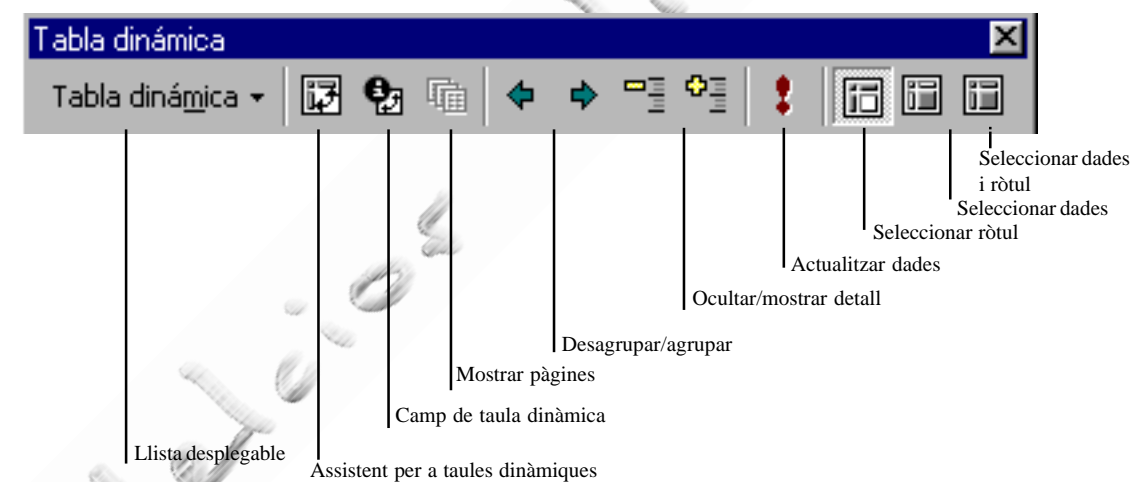 Tabla dinámica
Tabla dinámica
Seleccionar dades
i ròtul
Seleccionar dades
Seleccionar ròtul
Actualitzar dades
Ocultar/mostrar detall
Desagrupar/agrupar
Mostrar pàgines
Camp de taula dinàmica
Llista desplegable
Assistent per a taules dinàmiques